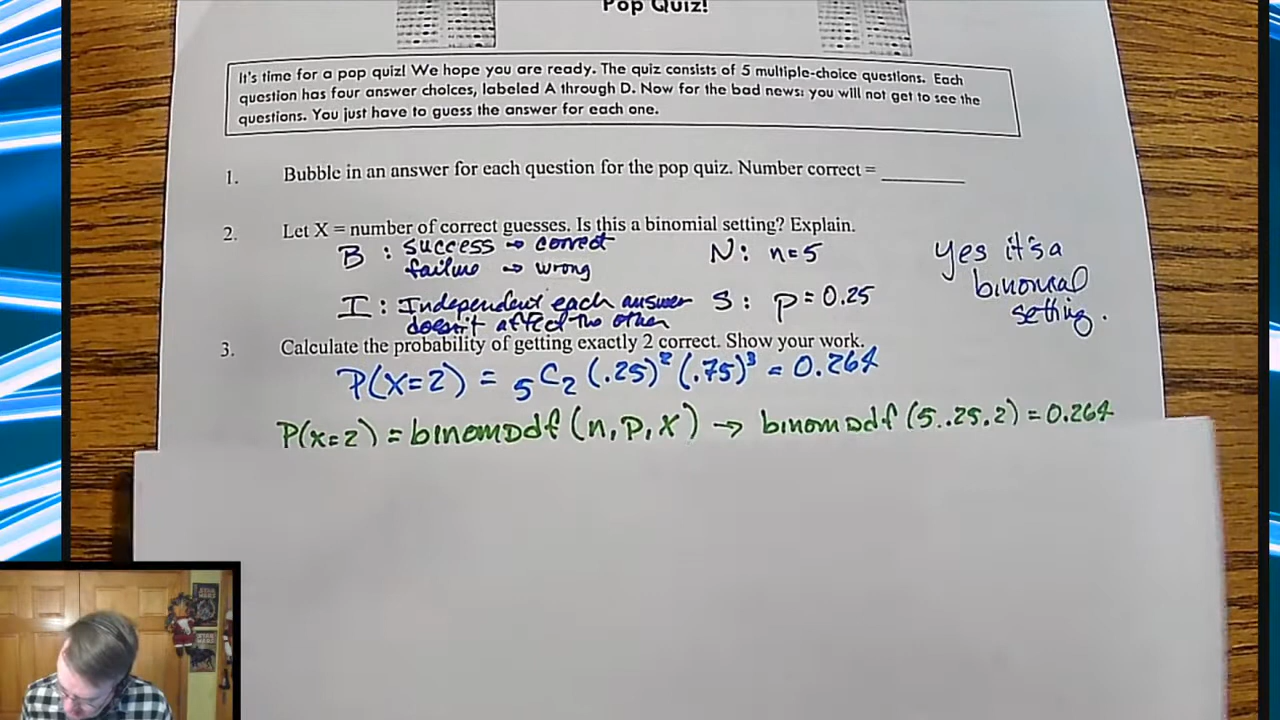 Pop Quiz!
It's time for a pop quiz! We hope you are ready. The quiz consists of 5 multiple-choice questions. Each
question has four answer choices, labeled A through D. Now for the bad news: you will not get to see the
questions. You just have to guess the answer for each one.
1. Bubble in an answer for each question for the pop quiz. Number correct = ________
2. Let X = number of correct guesses. Is this a binomial setting? Explain.
B : success → correct
failure → wrong
N: n=5
I : Independent each answer
doesn't affect the other
S : p = 0.25
yes it's a
binomial
setting.
3. Calculate the probability of getting exactly 2 correct. Show your work.
P(X=2) = ₅C₂ (.25)² (.75)³ = 0.264
P(x=2) = binompdf (n, p, x) → binompdf (5, .25, 2) = 0.264
STAR
WARS
STAR
WARS